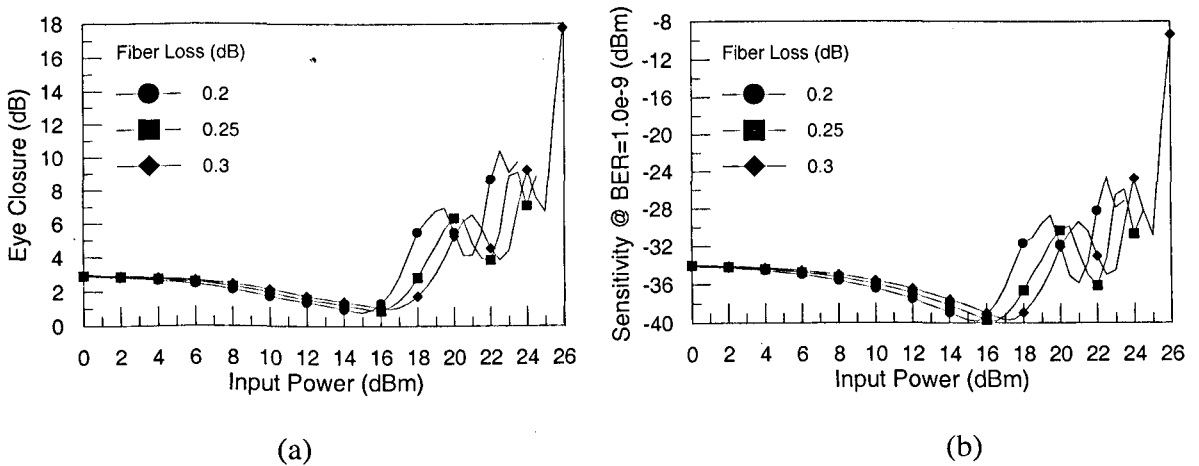 18
16
14
12
10
8
6
4
2
0
Eye Closure (dB)
Fiber Loss (dB)
0.2
0.25
0.3
0 2 4 6 8 10 12 14 16 18 20 22 24 26
Input Power (dBm)
(a)
-8
-12
-16
-20
-24
-28
-32
-36
-40
Sensitivity @ BER=1.0e-9 (dBm)
Fiber Loss (dB)
0.2
0.25
0.3
0 2 4 6 8 10 12 14 16 18 20 22 24 26
Input Power (dBm)
(b)